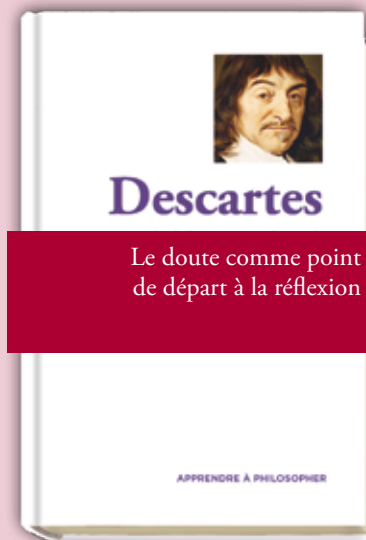 Descartes
Le doute comme point
de départ à la réflexion
APPRENDRE À PHILOSOPHER